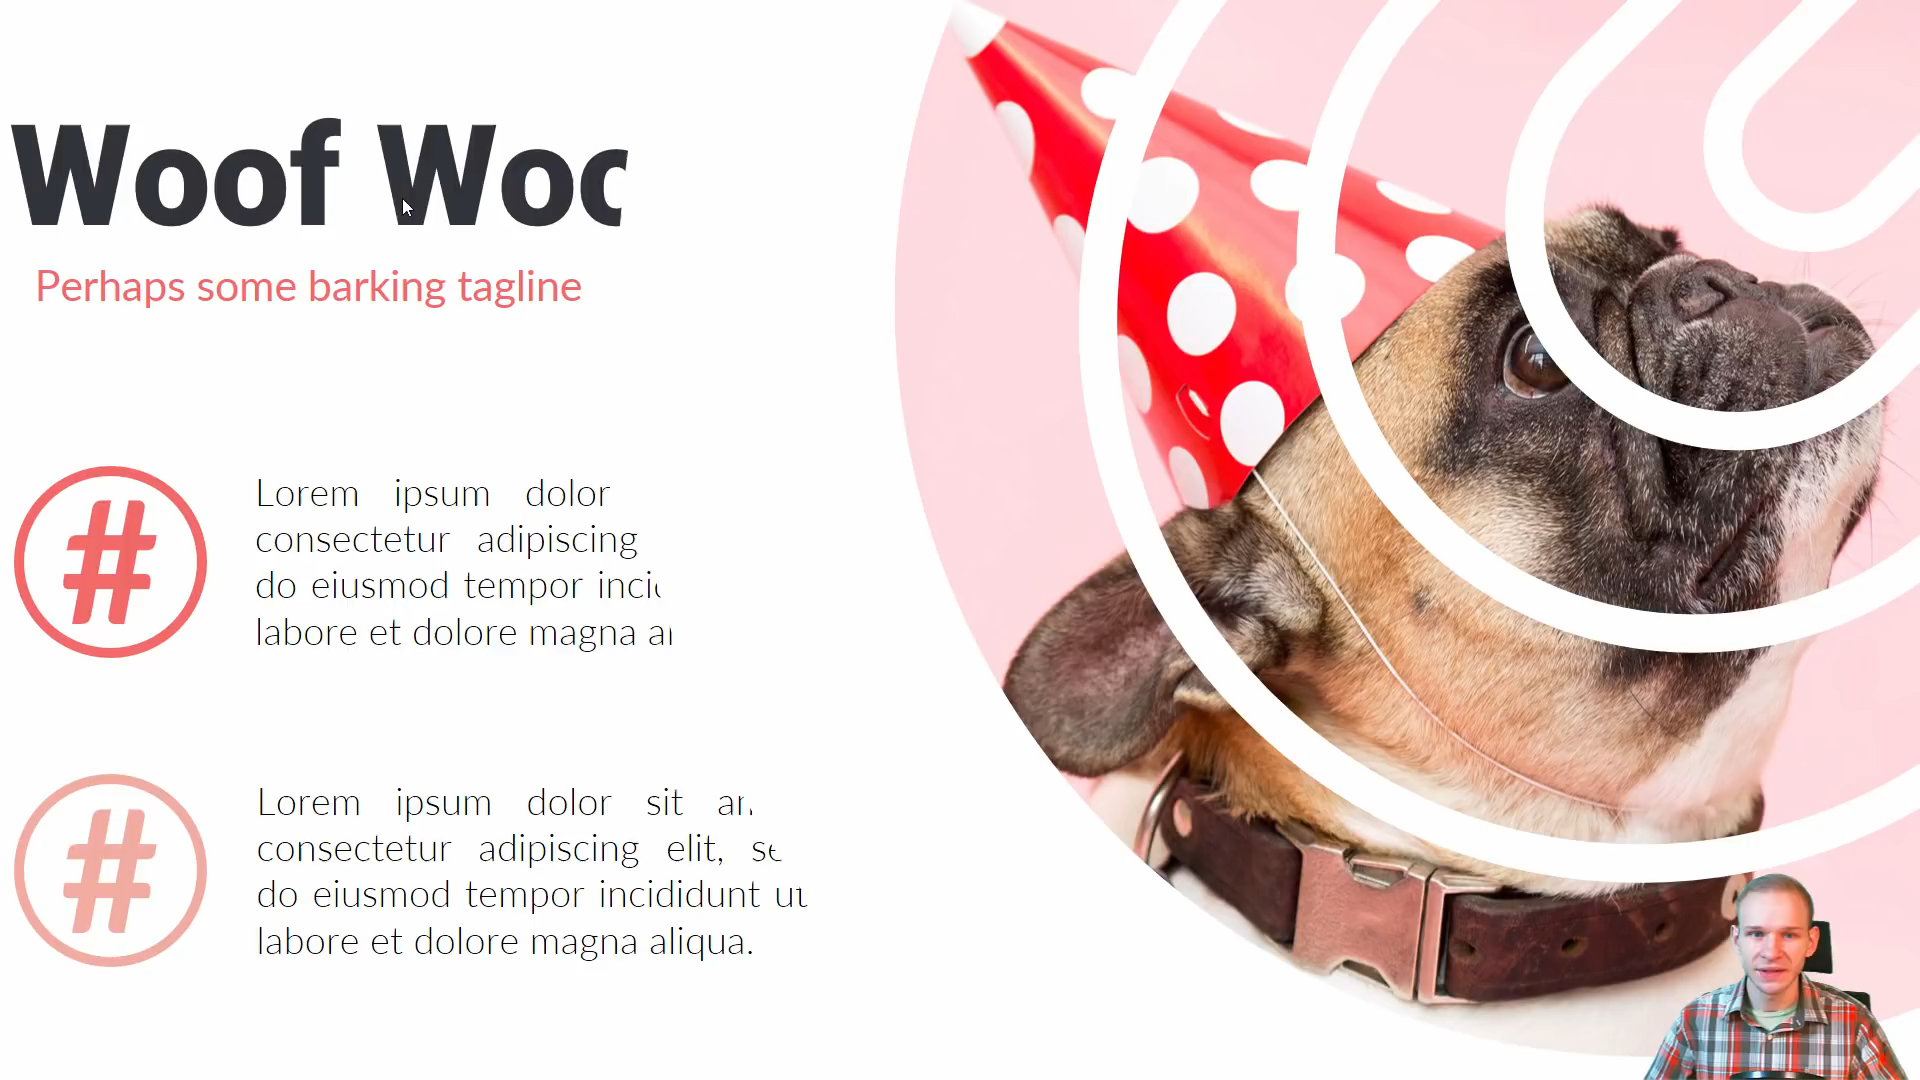 Woof Woo
Perhaps some barking tagline
#
Lorem ipsum dolor
consectetur adipiscing
do eiusmod tempor
labore et dolore magna
#
Lorem ipsum dolor sit
consectetur adipiscing elit,
do eiusmod tempor incididunt ut
labore et dolore magna aliqua.